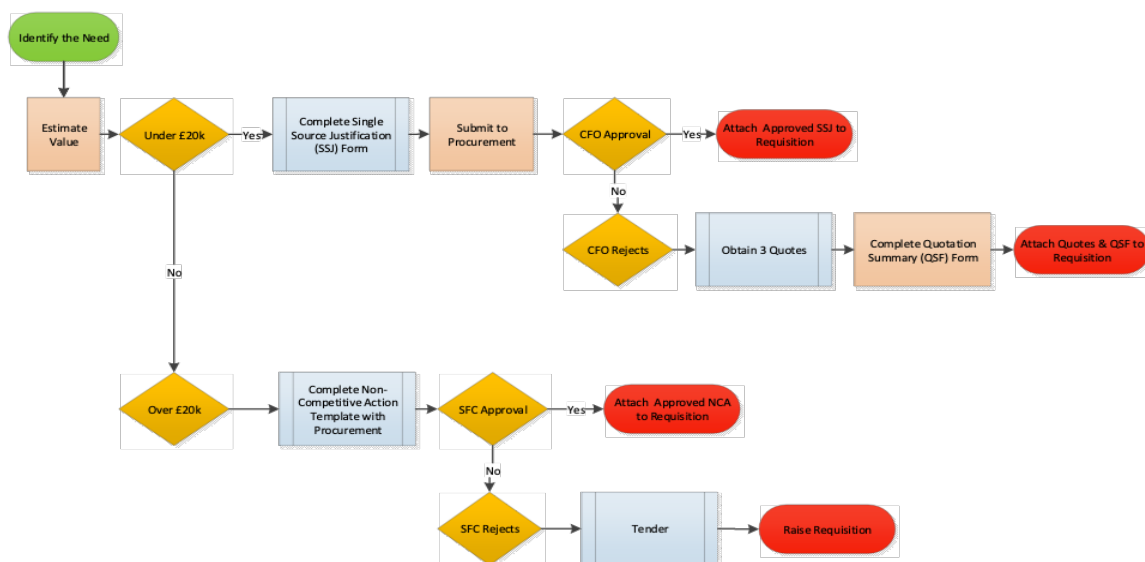 Identify the Need
Estimate
Value
Under £20k
Yes
Complete Single
Source Justification
(SSJ) Form
Submit to
Procurement
CFO Approval
Yes
Attach Approved SSJ to
Requisition
No
CFO Rejects
Obtain 3 Quotes
Complete Quotation
Summary (QSF) Form
Attach Quotes & QSF to
Requisition
No
Over £20k
Complete Non-
Competitive Action
Template with
Procurement
SFC Approval
Yes
Attach Approved NCA
to Requisition
No
SFC Rejects
Tender
Raise Requisition